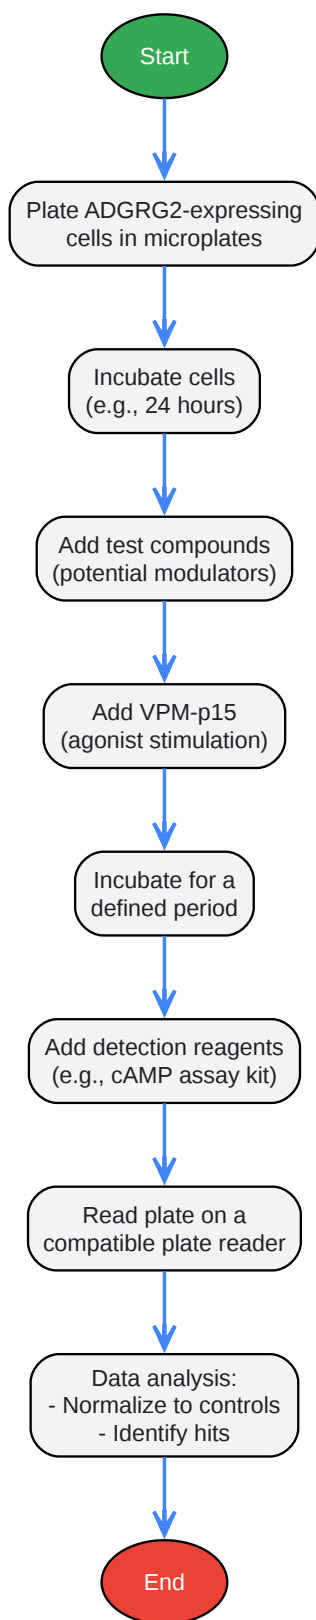 Start
Plate ADGRG2-expressing
cells in microplates
Incubate cells
(e.g., 24 hours)
Add test compounds
(potential modulators)
Add VPM-p15
(agonist stimulation)
Incubate for a
defined period
Add detection reagents
(e.g., cAMP assay kit)
Read plate on a
compatible plate reader
Data analysis:
- Normalize to controls
- Identify hits
End